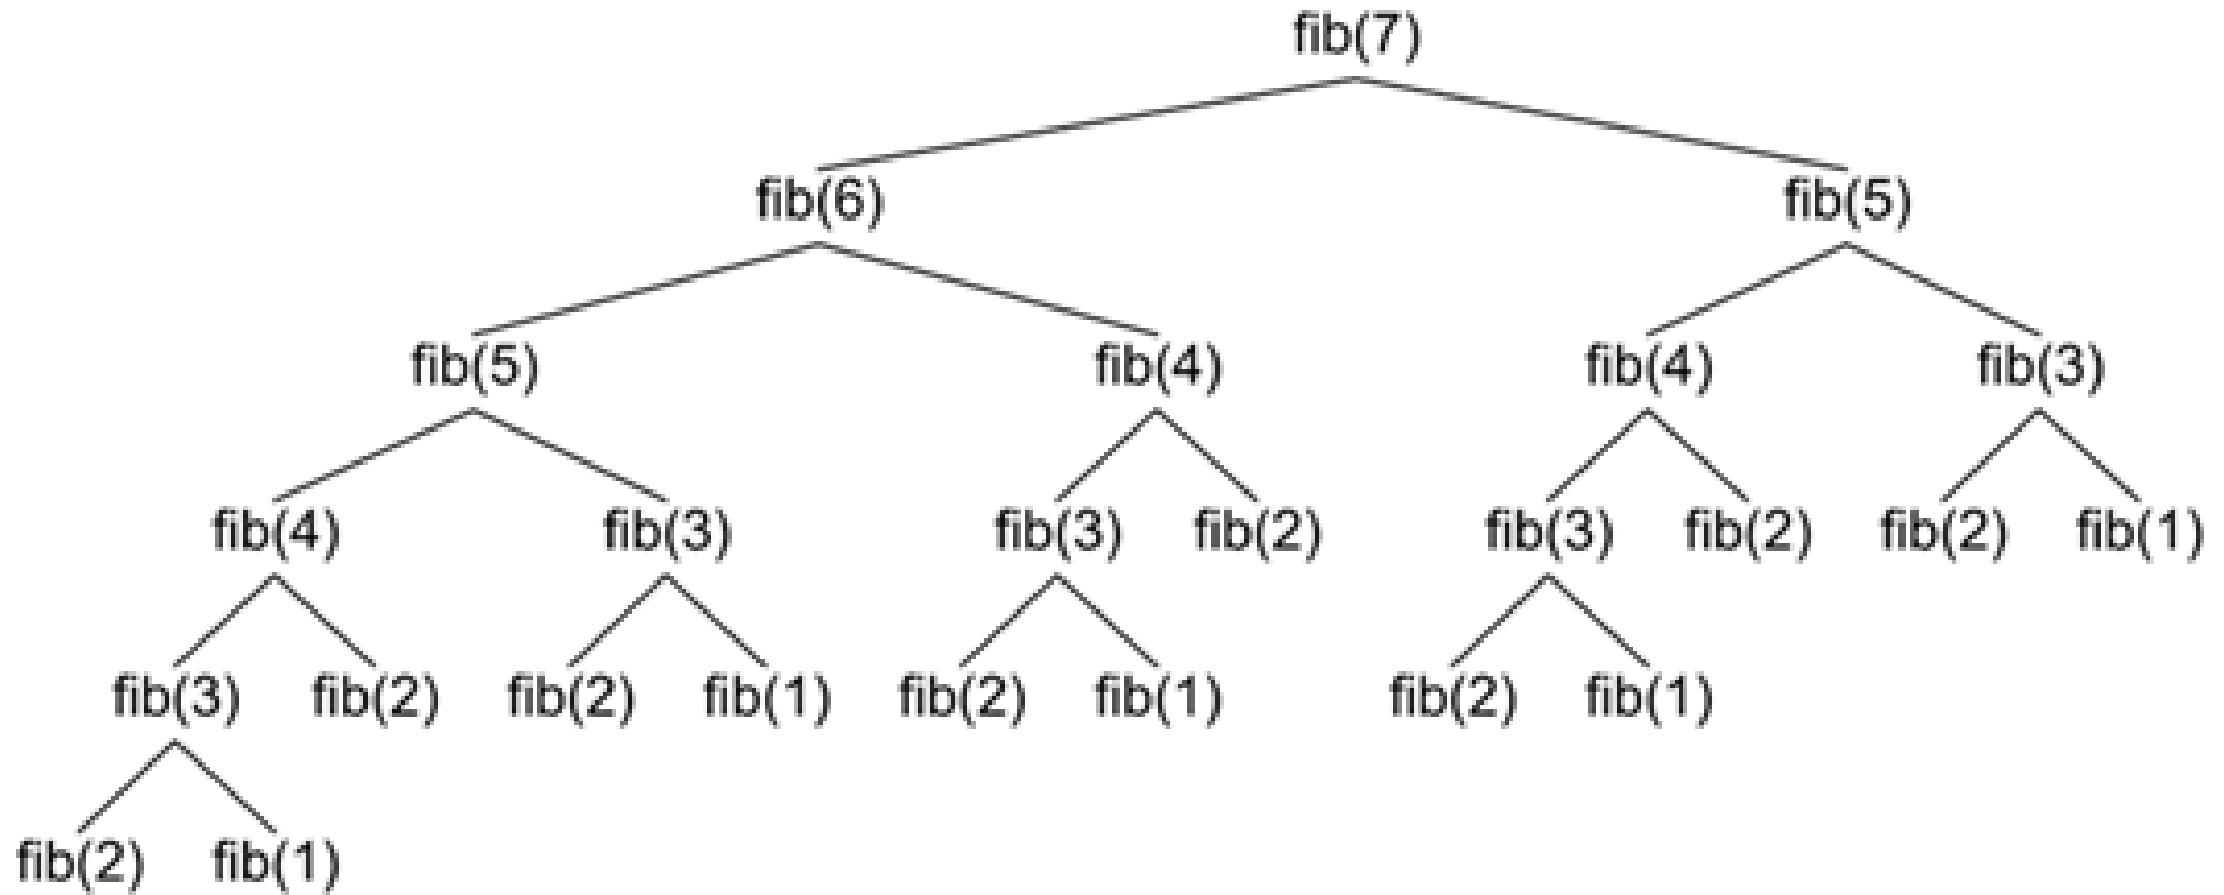 fib(7)
fib(6) fib(5)
fib(5) fib(4) fib(4) fib(3)
fib(4) fib(3) fib(3) fib(2) fib(3) fib(2) fib(2) fib(1)
fib(3) fib(2) fib(2) fib(1) fib(2) fib(1) fib(2) fib(1)
fib(2) fib(1)